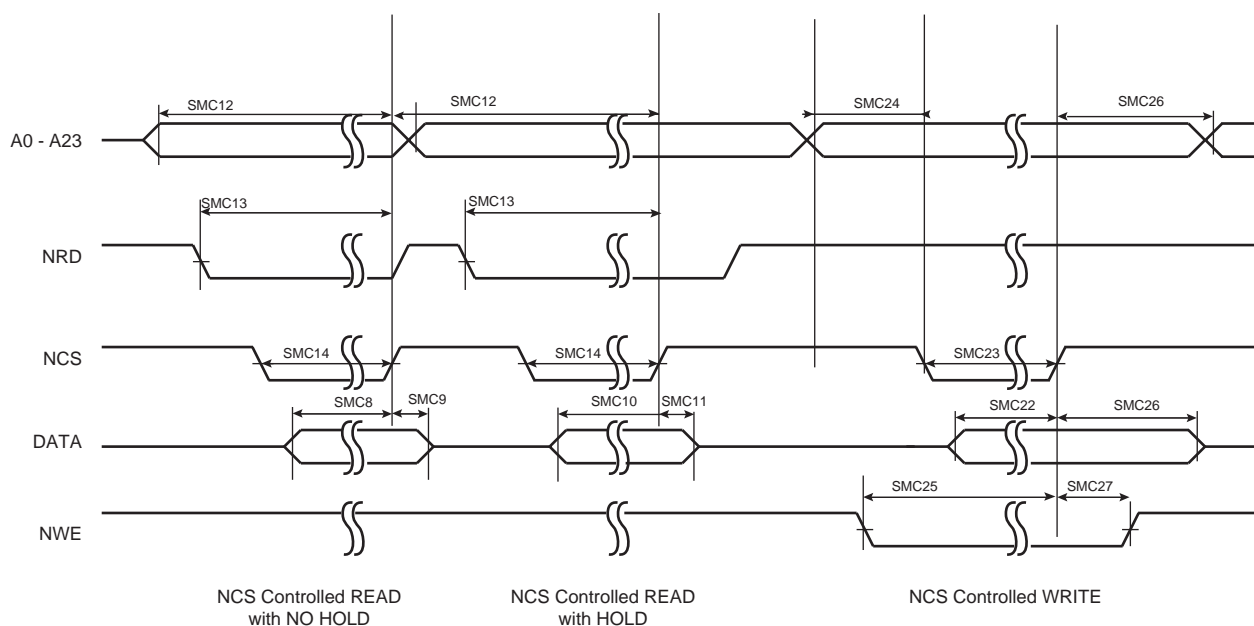 SMC12
SMC12
SMC24
SMC26
A0 - A23
SMC13
SMC13
NRD
NCS
SMC14
SMC14
SMC23
SMC8
SMC9
SMC10
SMC11
SMC22
SMC26
DATA
SMC25
SMC27
NWE
NCS Controlled READ
with NO HOLD
NCS Controlled READ
with HOLD
NCS Controlled WRITE